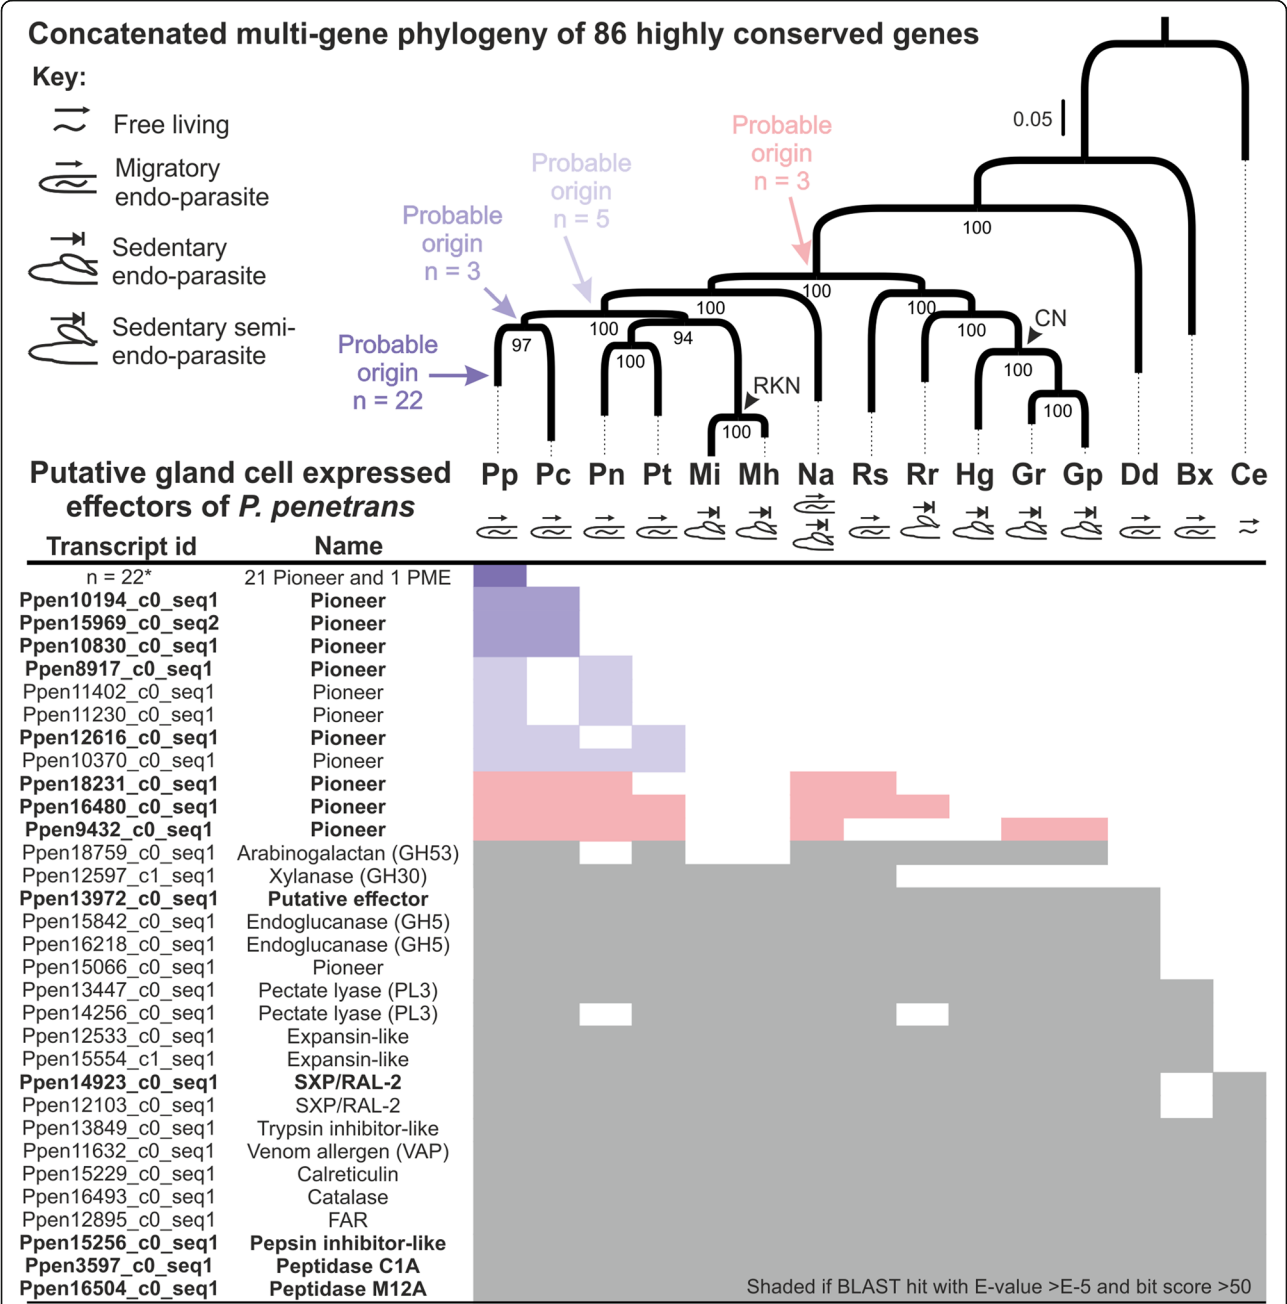 Concatenated multi-gene phylogeny of 86 highly conserved genes
Key:
Free living
Migratory
endo-parasite
Sedentary
endo-parasite
Sedentary semi-
endo-parasite
0.05
Probable
origin
n = 3
Probable
origin
n = 5
Probable
origin
n = 3
Probable
origin
n = 22
100
100
100
100
100
97
94
100
100
CN
100
RKN
100
100
Putative gland cell expressed
effectors of P. penetrans
Pp Pc Pn Pt Mi Mh Na Rs Rr Hg Gr Gp Dd Bx Ce
Transcript id Name
n = 22* 21 Pioneer and 1 PME
Ppen10194_c0_seq1 Pioneer
Ppen15969_c0_seq2 Pioneer
Ppen10830_c0_seq1 Pioneer
Ppen8917_c0_seq1 Pioneer
Ppen11402_c0_seq1 Pioneer
Ppen11230_c0_seq1 Pioneer
Ppen12616_c0_seq1 Pioneer
Ppen10370_c0_seq1 Pioneer
Ppen18231_c0_seq1 Pioneer
Ppen16480_c0_seq1 Pioneer
Ppen9432_c0_seq1 Pioneer
Ppen18759_c0_seq1 Arabinogalactan (GH53)
Ppen12597_c1_seq1 Xylanase (GH30)
Ppen13972_c0_seq1 Putative effector
Ppen15842_c0_seq1 Endoglucanase (GH5)
Ppen16218_c0_seq1 Endoglucanase (GH5)
Ppen15066_c0_seq1 Pioneer
Ppen13447_c0_seq1 Pectate lyase (PL3)
Ppen14256_c0_seq1 Pectate lyase (PL3)
Ppen12533_c0_seq1 Expansin-like
Ppen15554_c1_seq1 Expansin-like
Ppen14923_c0_seq1 SXP/RAL-2
Ppen12103_c0_seq1 SXP/RAL-2
Ppen13849_c0_seq1 Trypsin inhibitor-like
Ppen11632_c0_seq1 Venom allergen (VAP)
Ppen15229_c0_seq1 Calreticulin
Ppen16493_c0_seq1 Catalase
Ppen12895_c0_seq1 FAR
Ppen15256_c0_seq1 Pepsin inhibitor-like
Ppen3597_c0_seq1 Peptidase C1A
Ppen16504_c0_seq1 Peptidase M12A
Shaded if BLAST hit with E-value >E-5 and bit score >50